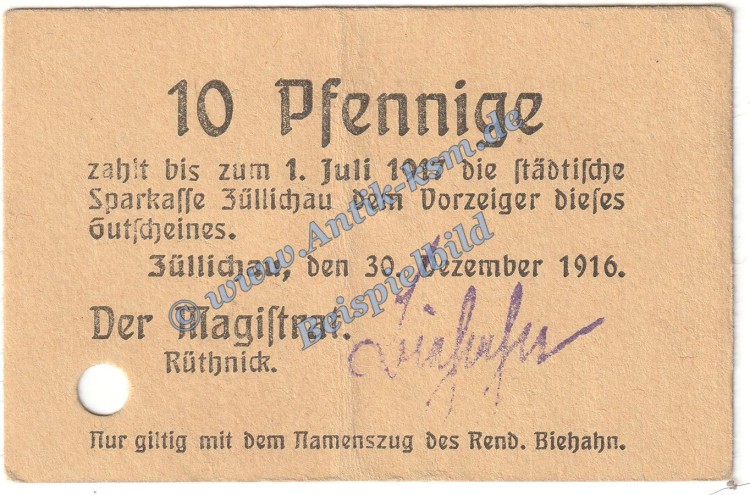 10 Pfennige
zahlt bis zum 1. Juli 1917 die ſtädtiſche
Sparkaſſe Züllichau dem Vorzeiger dieſes
Gutſcheines.
Züllichau, den 30. Dezember 1916.
Der Magiſtrat.
Rüthnick.
Nur giltig mit dem Namenszug des Rend. Biehahn.
© www.Antik-ksm.de
Beispielbild